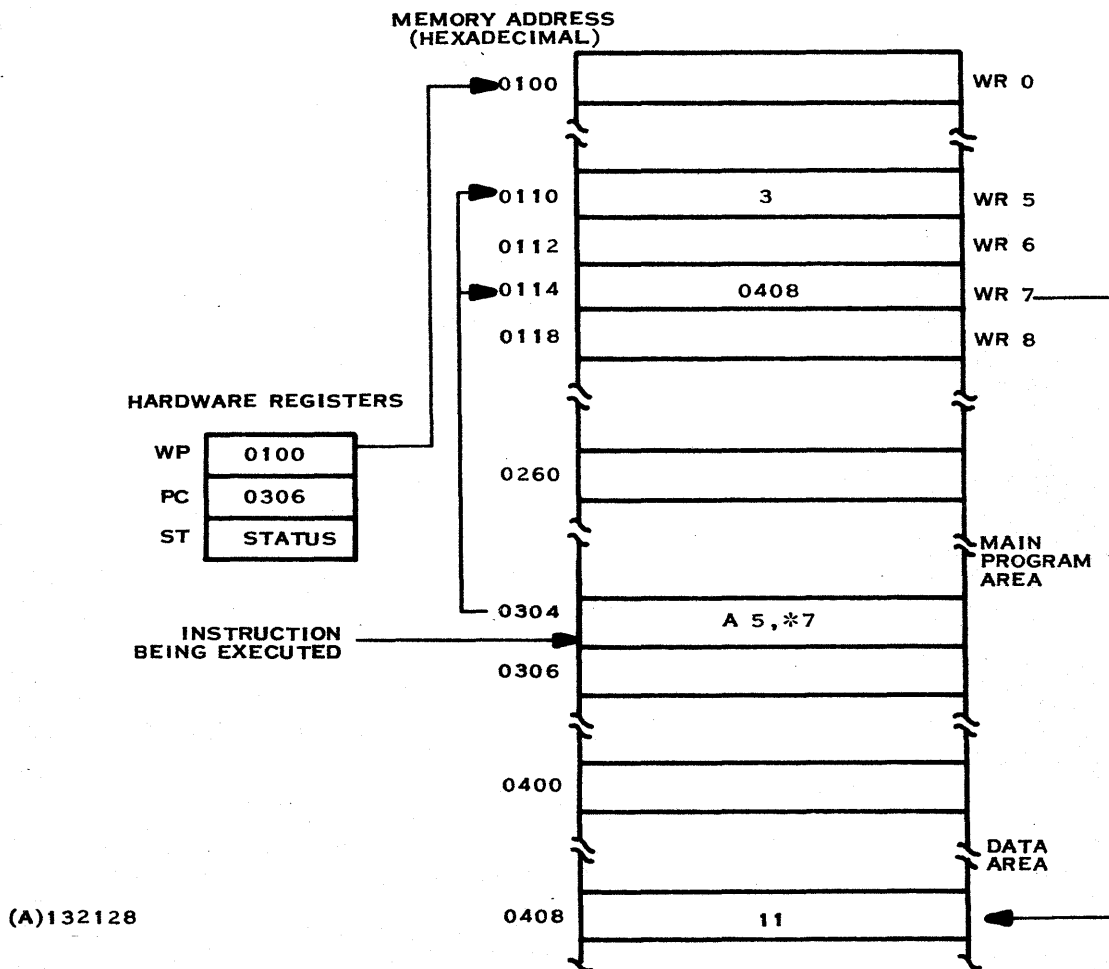 MEMORY ADDRESS
(HEXADECIMAL)
0100 WR 0
0110 3 WR 5
0112 WR 6
0114 0408 WR 7
0118 WR 8
HARDWARE REGISTERS
WP 0100
PC 0306
ST STATUS
0260
MAIN
PROGRAM
AREA
0304 A 5,*7
INSTRUCTION
BEING EXECUTED
0306
0400
DATA
AREA
(A)132128 0408 11